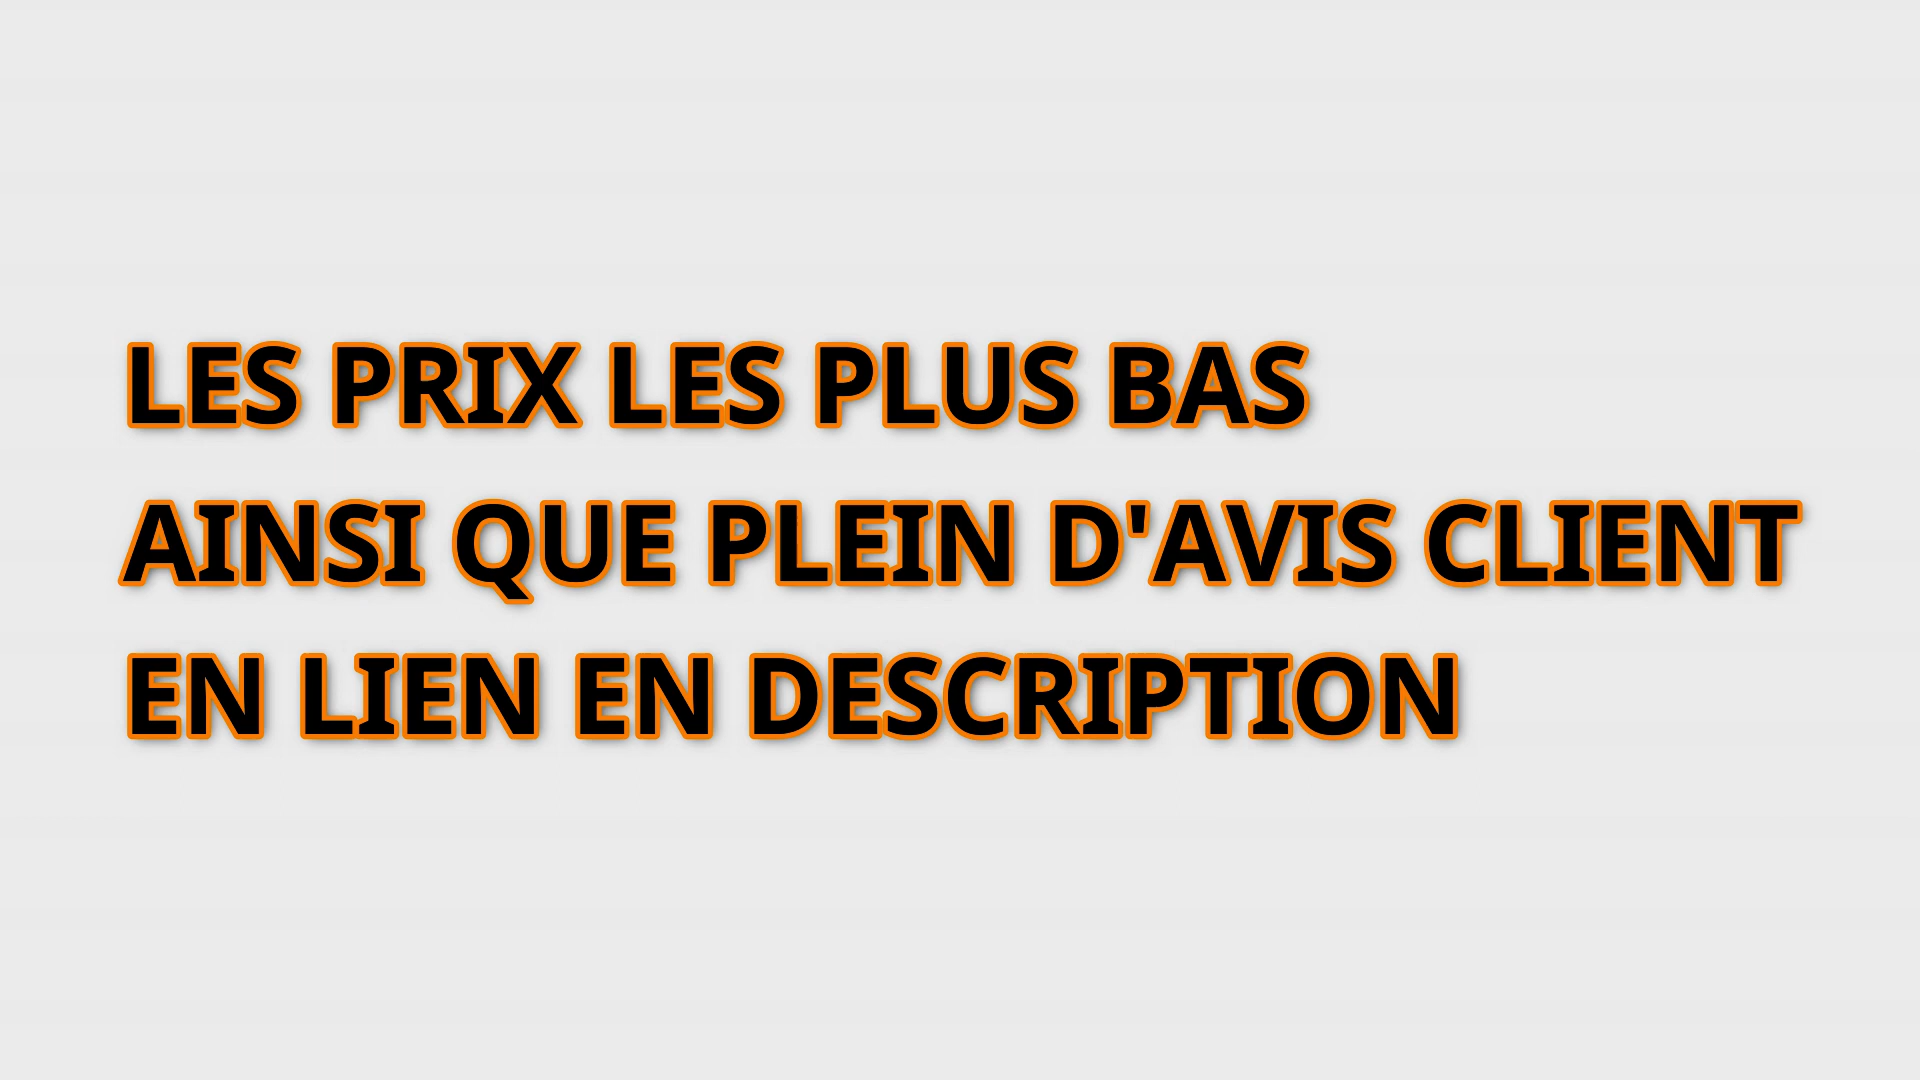 LES PRIX LES PLUS BAS
AINSI QUE PLEIN D'AVIS CLIENT
EN LIEN EN DESCRIPTION